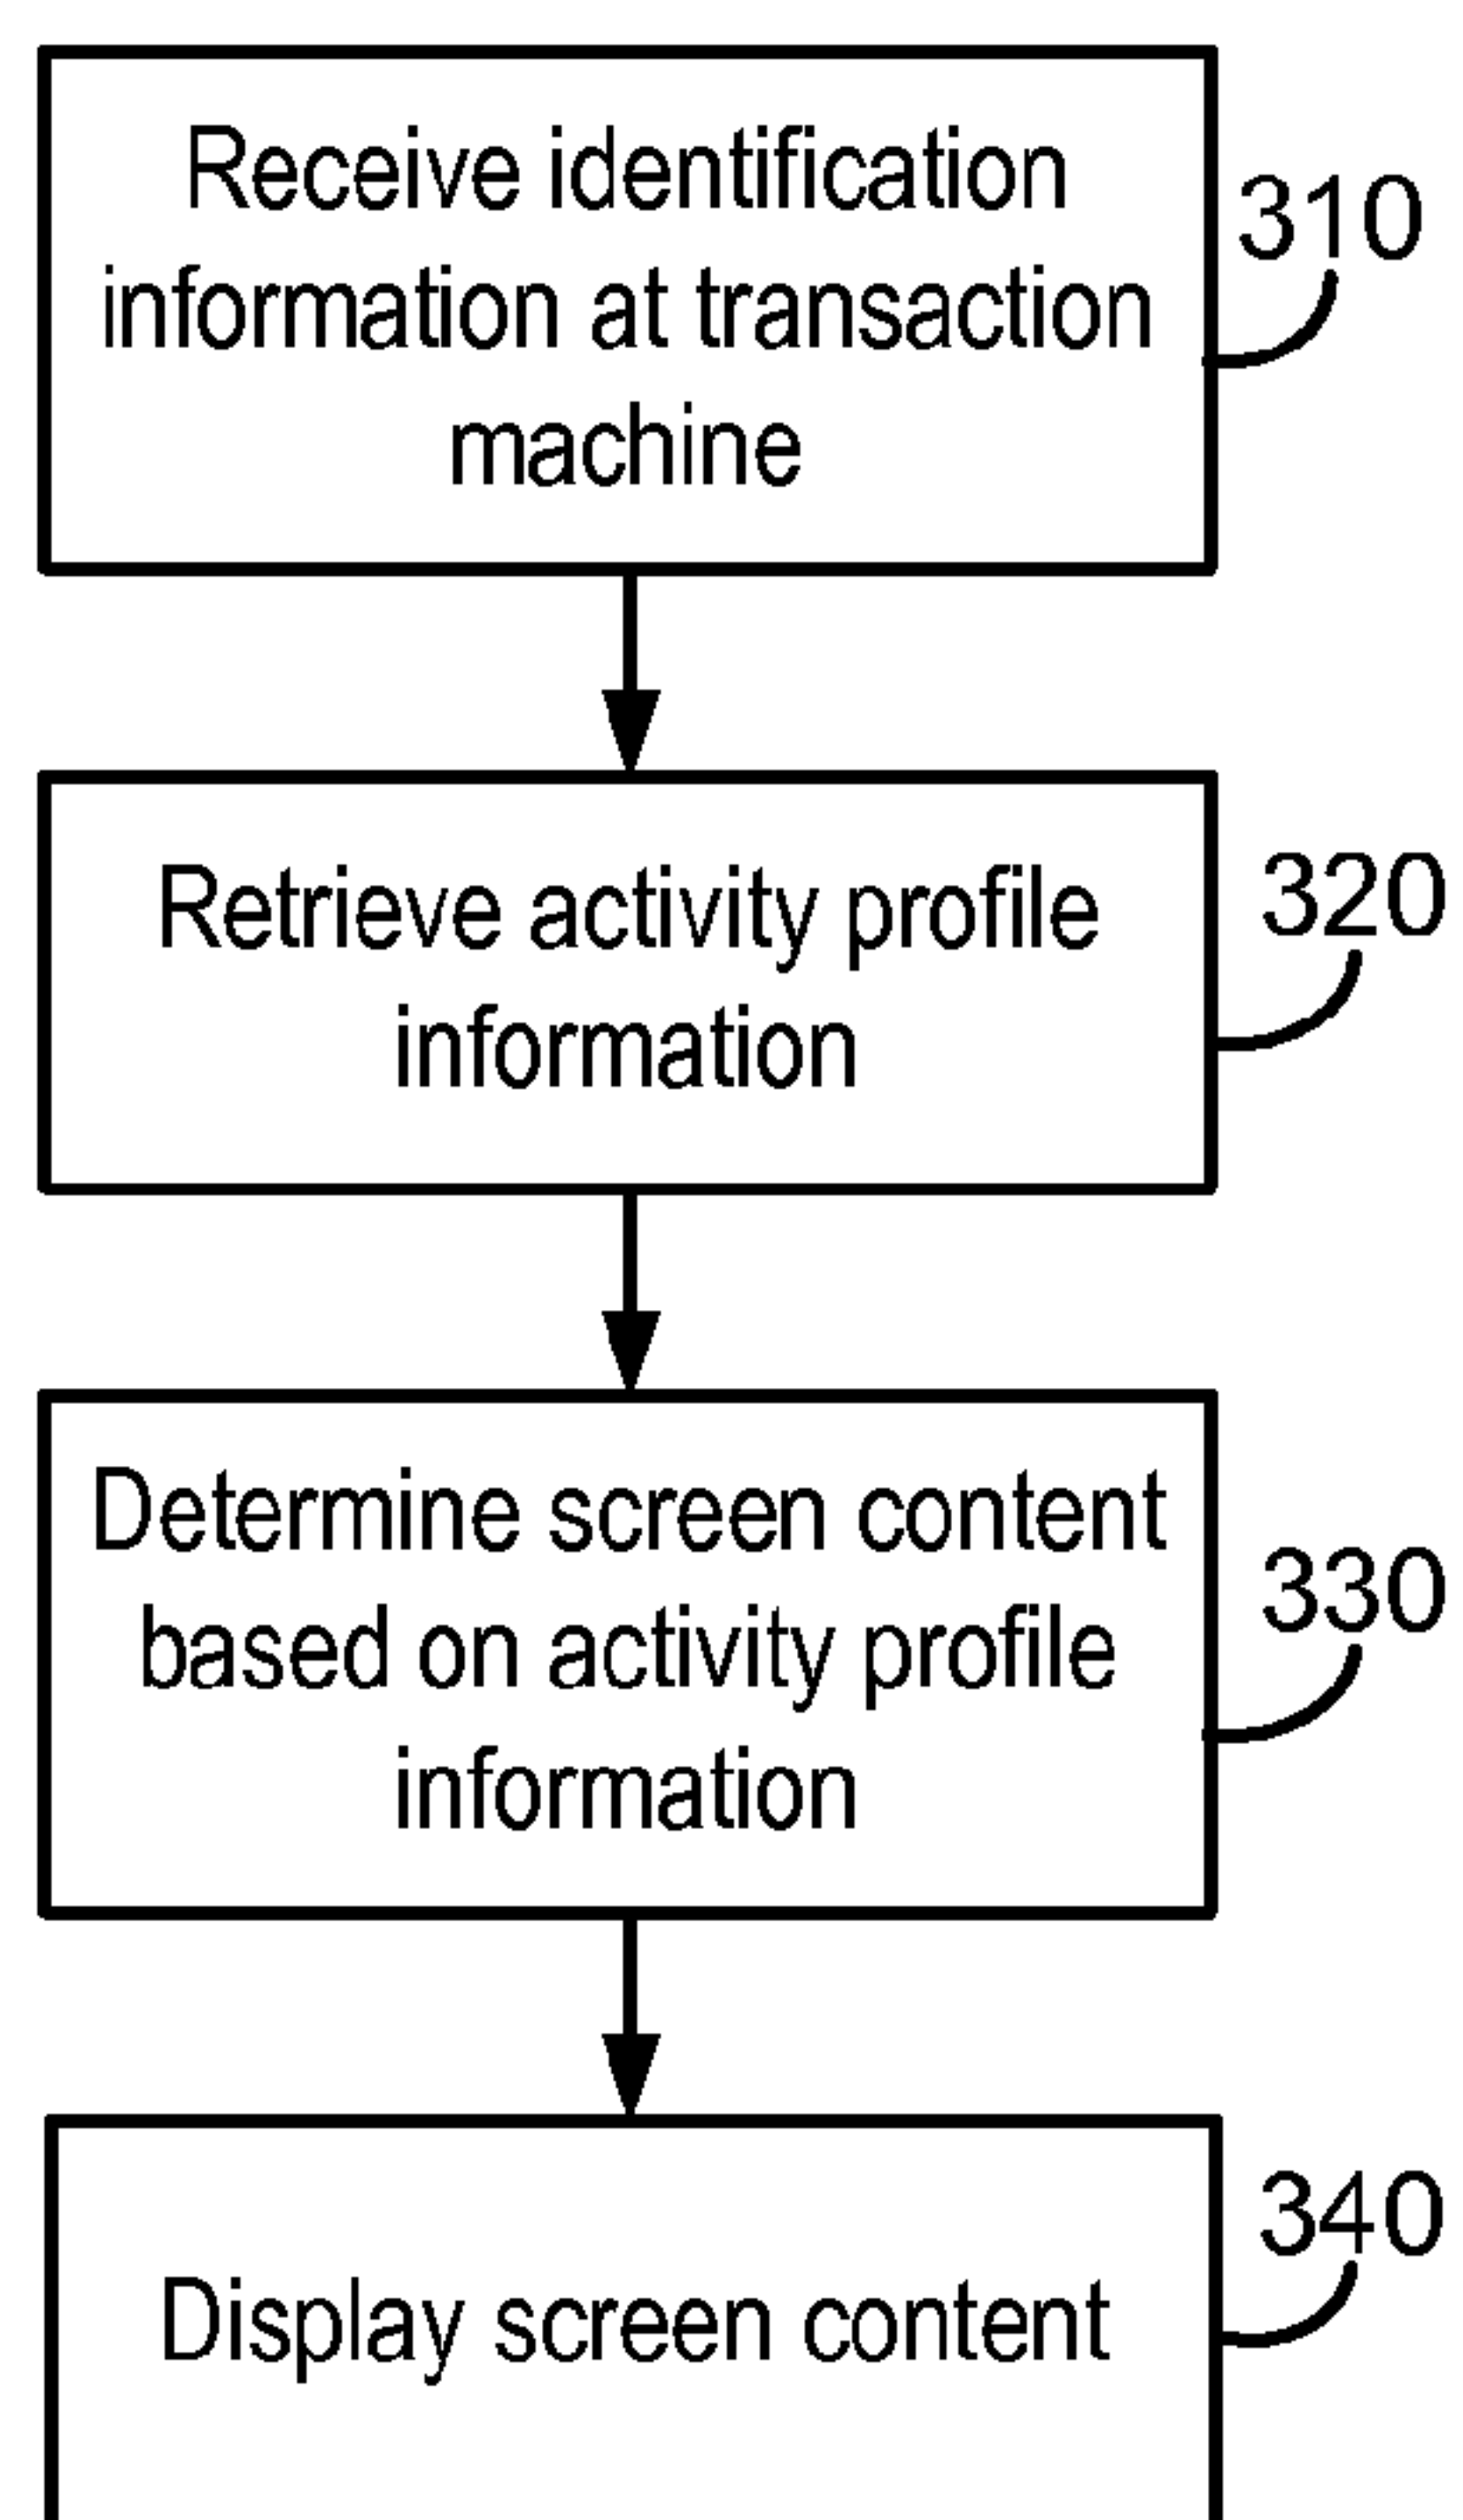 Receive identification
information at transaction
machine
310
Retrieve activity profile
information
320
Determine screen content
based on activity profile
information
330
Display screen content
340